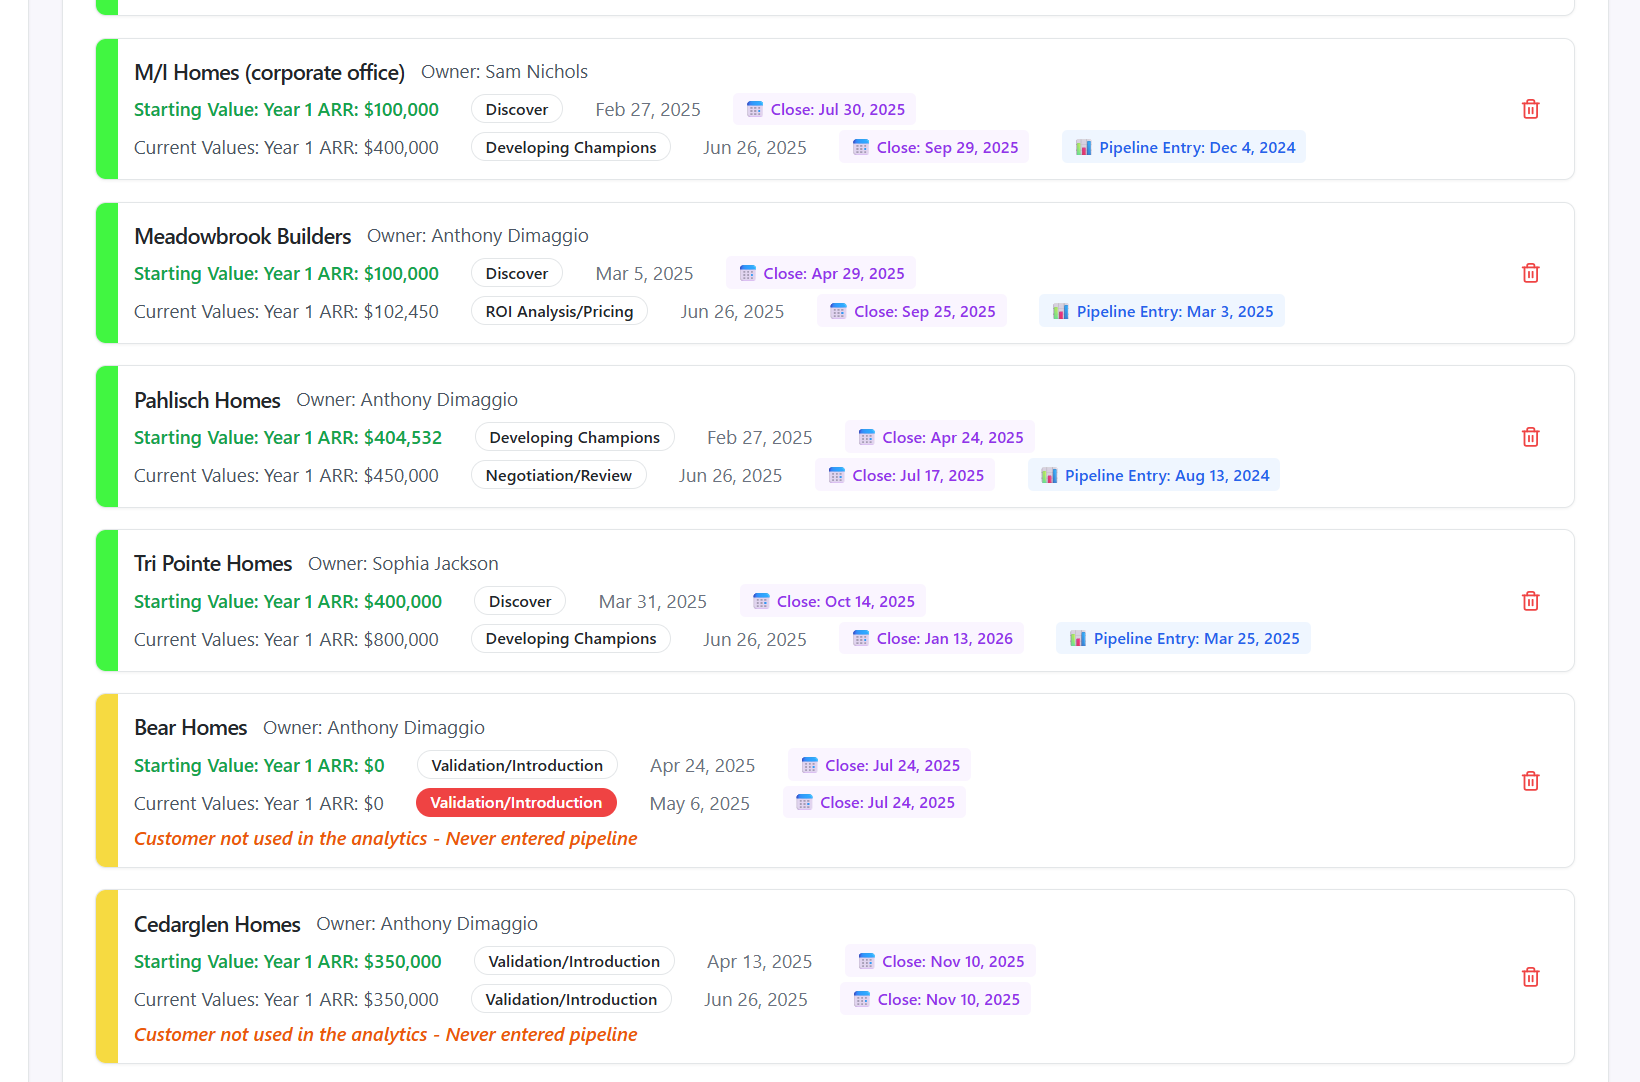 M/I Homes (corporate office) Owner: Sam Nichols
Starting Value: Year 1 ARR: $100,000 Discover Feb 27, 2025 Close: Jul 30, 2025
Current Values: Year 1 ARR: $400,000 Developing Champions Jun 26, 2025 Close: Sep 29, 2025 Pipeline Entry: Dec 4, 2024
Meadowbrook Builders Owner: Anthony Dimaggio
Starting Value: Year 1 ARR: $100,000 Discover Mar 5, 2025 Close: Apr 29, 2025
Current Values: Year 1 ARR: $102,450 ROI Analysis/Pricing Jun 26, 2025 Close: Sep 25, 2025 Pipeline Entry: Mar 3, 2025
Pahlisch Homes Owner: Anthony Dimaggio
Starting Value: Year 1 ARR: $404,532 Developing Champions Feb 27, 2025 Close: Apr 24, 2025
Current Values: Year 1 ARR: $450,000 Negotiation/Review Jun 26, 2025 Close: Jul 17, 2025 Pipeline Entry: Aug 13, 2024
Tri Pointe Homes Owner: Sophia Jackson
Starting Value: Year 1 ARR: $400,000 Discover Mar 31, 2025 Close: Oct 14, 2025
Current Values: Year 1 ARR: $800,000 Developing Champions Jun 26, 2025 Close: Jan 13, 2026 Pipeline Entry: Mar 25, 2025
Bear Homes Owner: Anthony Dimaggio
Starting Value: Year 1 ARR: $0 Validation/Introduction Apr 24, 2025 Close: Jul 24, 2025
Current Values: Year 1 ARR: $0 Validation/Introduction May 6, 2025 Close: Jul 24, 2025
Customer not used in the analytics - Never entered pipeline
Cedarglen Homes Owner: Anthony Dimaggio
Starting Value: Year 1 ARR: $350,000 Validation/Introduction Apr 13, 2025 Close: Nov 10, 2025
Current Values: Year 1 ARR: $350,000 Validation/Introduction Jun 26, 2025 Close: Nov 10, 2025
Customer not used in the analytics - Never entered pipeline